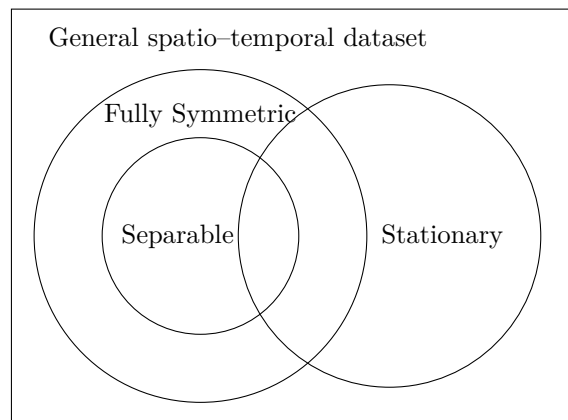 General spatio–temporal dataset
Fully Symmetric
Separable
Stationary